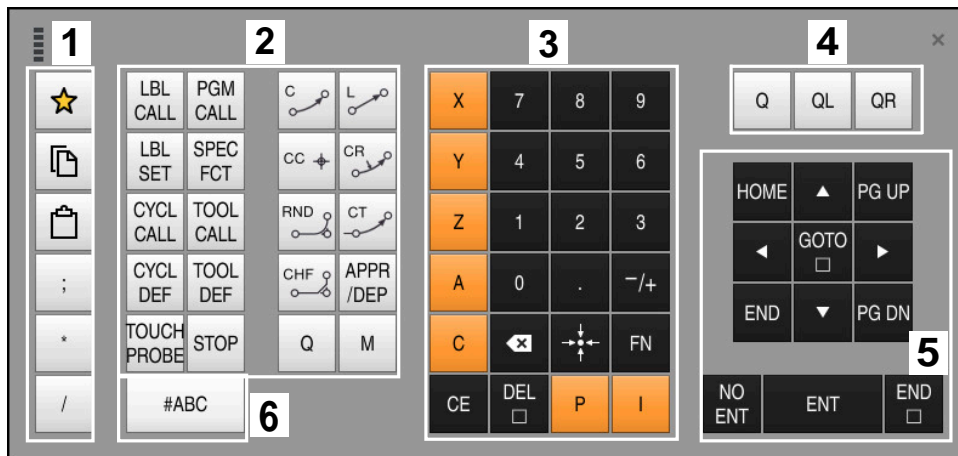 1 2 3 4 ×
LBL CALL PGM CALL C L X 7 8 9 Q QL QR
LBL SET SPEC FCT CC CR Y 4 5 6 HOME ▲ PG UP
CYCL CALL TOOL CALL RND CT Z 1 2 3 ◀ GOTO □ ▶
; CYCL DEF TOOL DEF CHF APPR /DEP A 0 . −/+ END ▼ PG DN
* TOUCH PROBE STOP Q M C FN 5
/ #ABC 6 CE DEL □ P I NO ENT ENT END □